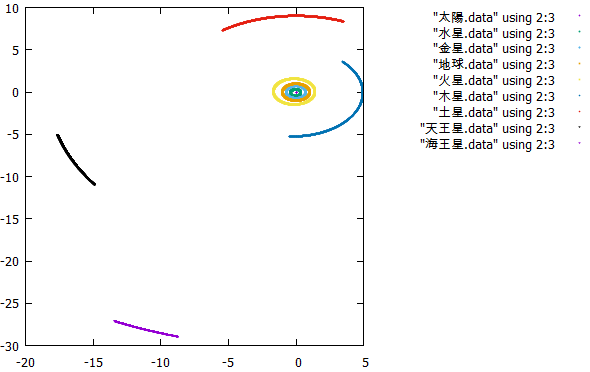 "太陽.data" using 2:3
"水星.data" using 2:3
"金星.data" using 2:3
"地球.data" using 2:3
"火星.data" using 2:3
"木星.data" using 2:3
"土星.data" using 2:3
"天王星.data" using 2:3
"海王星.data" using 2:3
10
5
0
-5
-10
-15
-20
-25
-30
-20 -15 -10 -5 0 5